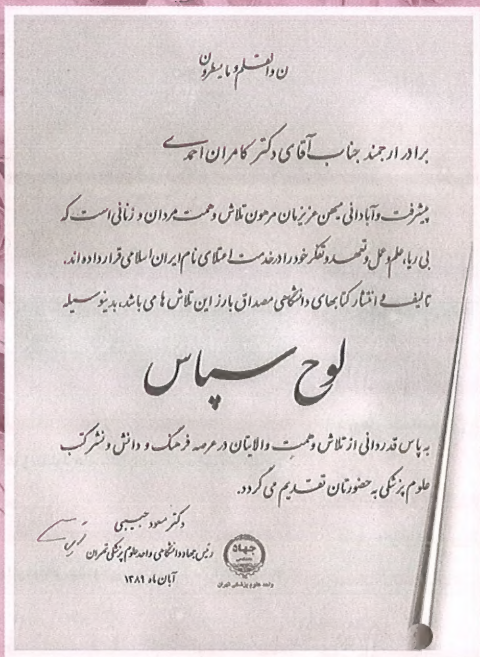 ن والقلم و ما یسطرون
برادر ارجمند جناب آقای دکتر کامران احمدی
پیشرفت و آبادانی میهن عزیزمان مرهون تلاش و همت مردان و زنانی است که
بی ریا، علم و عمل و تعهد و تفکر خود را در خدمت اعتلای نام ایران اسلامی قرار داده اند.
تالیف و انتشار کتابهای دانشگاهی مصداق بارز این تلاش ها می باشد. بدینوسیله
لوح سپاس
به پاس قدردانی از تلاش و همت والایتان در عرصه فرهنگ و دانش و نشر کتب
علوم پزشکی به حضورتان تقدیم می گردد.
دکتر مسعود حبیبی
رئیس جهاد دانشگاهی واحد علوم پزشکی تهران
آبان ماه ۱۳۸۹
جهاد
دانشگاهی
واحد علوم پزشکی تهران